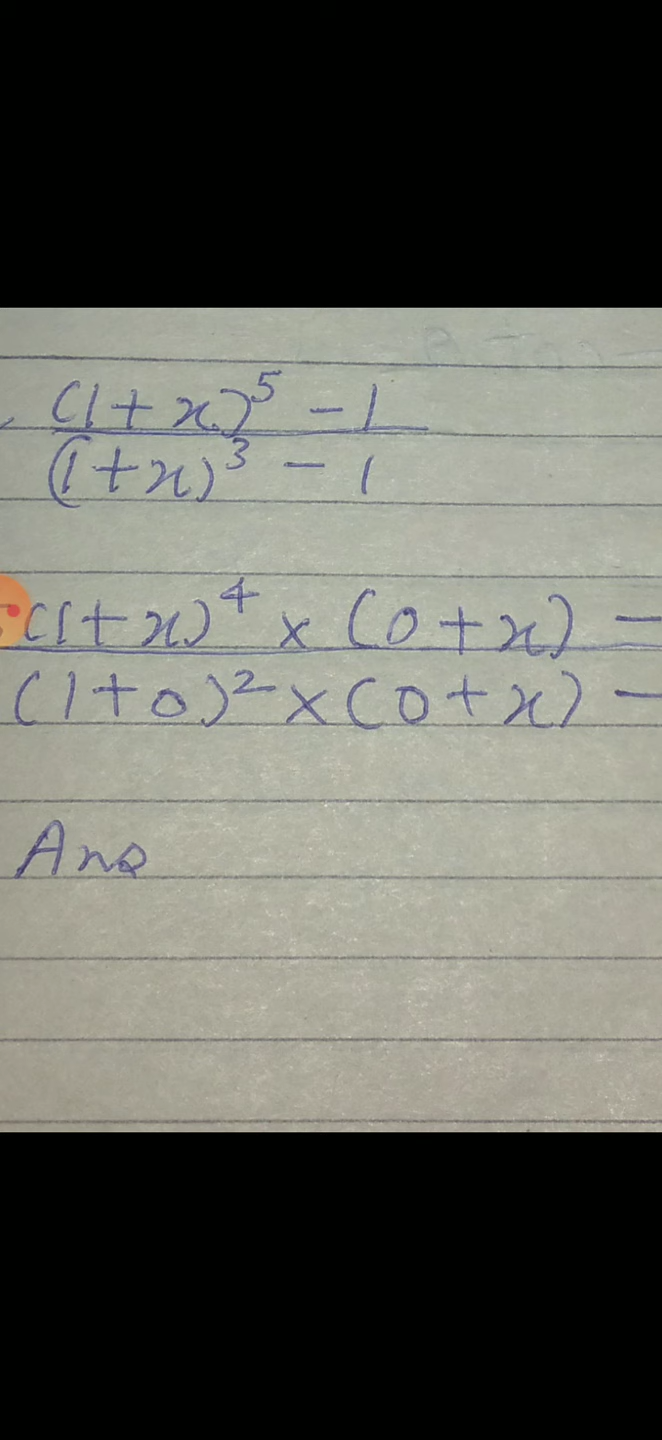 (1+x)⁵ - 1
(1+x)³ - 1
(1+x)⁴ × (0+x) -
(1+0)² × (0+x) -
Ans